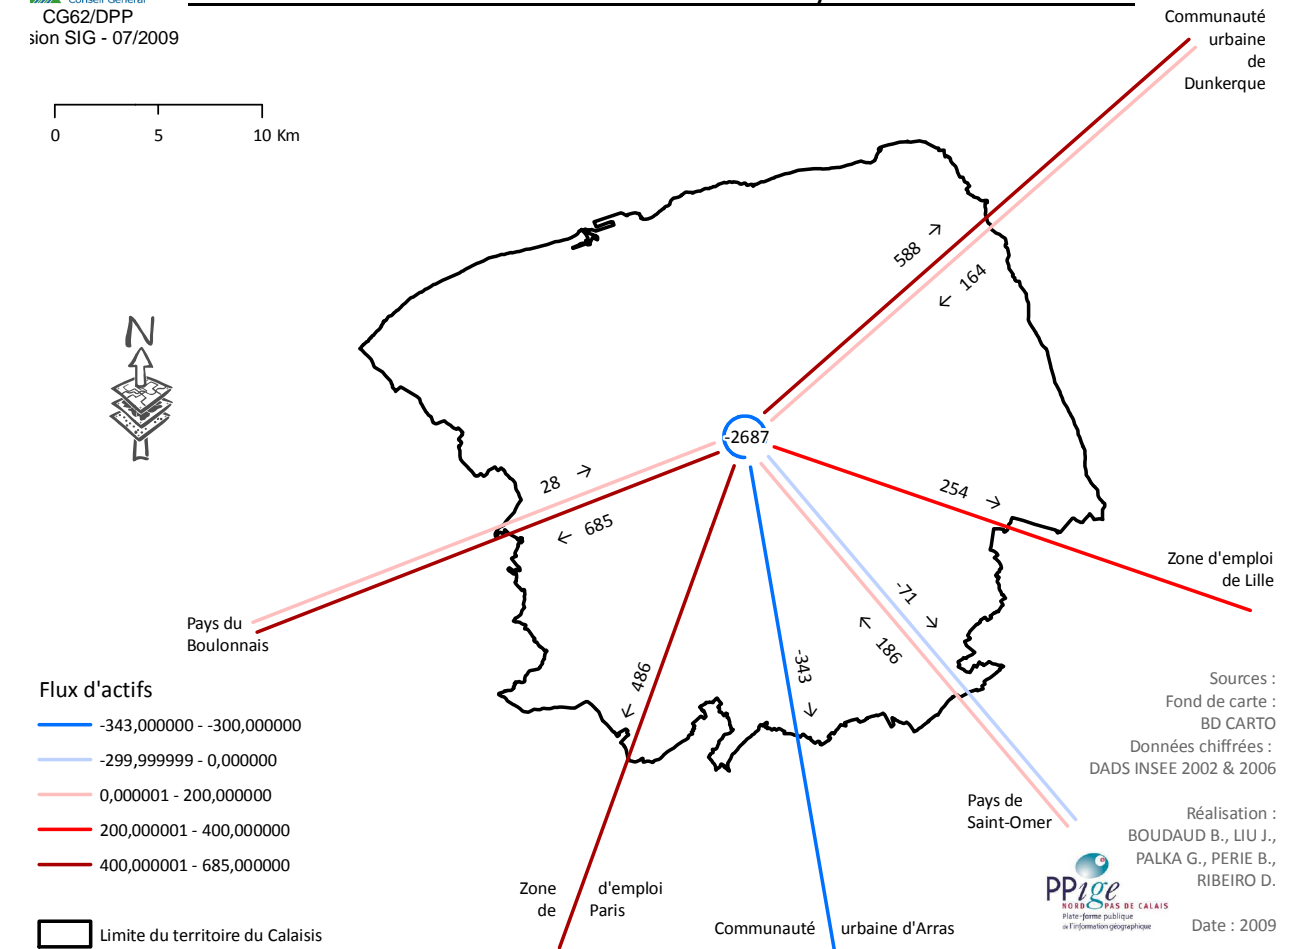 Conseil Général
CG62/DPP
sion SIG - 07/2009
0 5 10 Km
N
Communauté
urbaine
de
Dunkerque
588
164
-2687
28
685
254
-71
186
486
-343
Zone d'emploi
de Lille
Pays du
Boulonnais
Flux d'actifs
-343,000000 - -300,000000
-299,999999 - 0,000000
0,000001 - 200,000000
200,000001 - 400,000000
400,000001 - 685,000000
Limite du territoire du Calaisis
Zone d'emploi
de Paris
Communauté urbaine d'Arras
Pays de
Saint-Omer
Sources :
Fond de carte :
BD CARTO
Données chiffrées :
DADS INSEE 2002 & 2006
Réalisation :
BOUDAUD B., LIU J.,
PALKA G., PERIE B.,
RIBEIRO D.
Date : 2009
PPige
NORD PAS DE CALAIS
Plate-forme publique
de l'information géographique